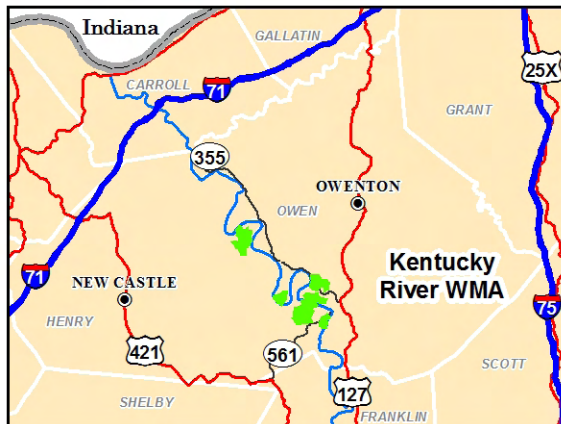 Indiana
GALLATIN
CARROLL
71
25X
GRANT
355
OWENTON
OWEN
Kentucky
River WMA
71
NEW CASTLE
75
HENRY
421
561
SCOTT
127
SHELBY
FRANKLIN